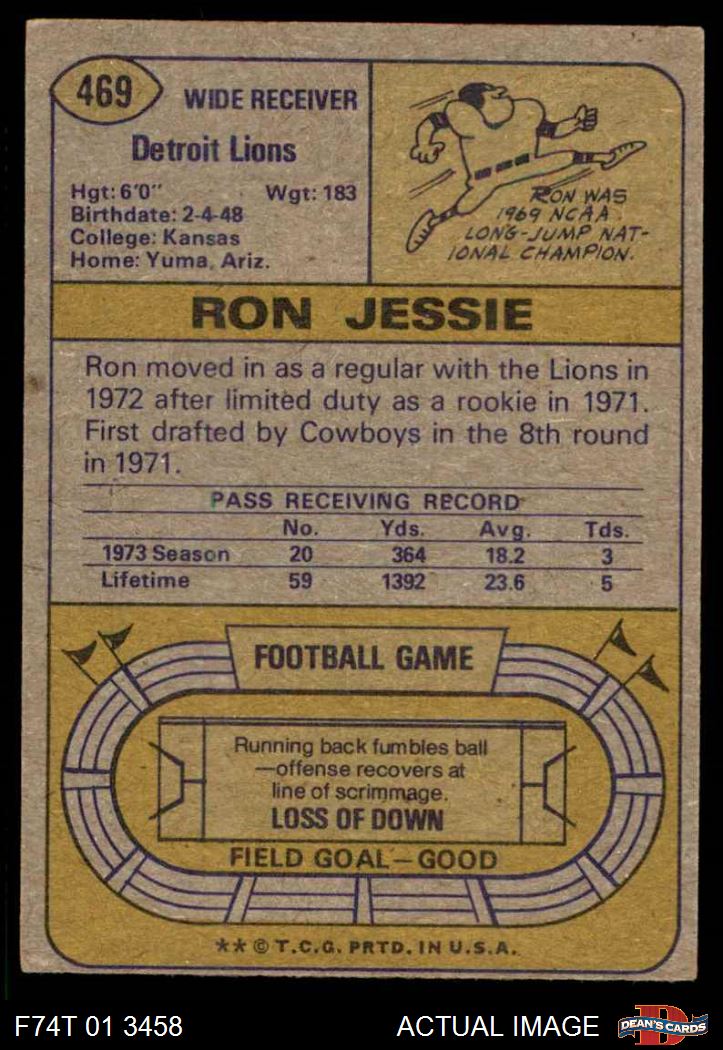 469
WIDE RECEIVER
Detroit Lions
Hgt: 6'0" Wgt: 183
Birthdate: 2-4-48
College: Kansas
Home: Yuma, Ariz.
RON WAS
1969 NCAA
LONG-JUMP NAT-
IONAL CHAMPION.
RON JESSIE
Ron moved in as a regular with the Lions in
1972 after limited duty as a rookie in 1971.
First drafted by Cowboys in the 8th round
in 1971.
PASS RECEIVING RECORD
No. Yds. Avg. Tds.
1973 Season 20 364 18.2 3
Lifetime 59 1392 23.6 5
FOOTBALL GAME
Running back fumbles ball
—offense recovers at
line of scrimmage.
LOSS OF DOWN
FIELD GOAL—GOOD
**© T.C.G. PRTD. IN U.S.A.
F74T 01 3458
ACTUAL IMAGE
D
DEAN'S CARDS